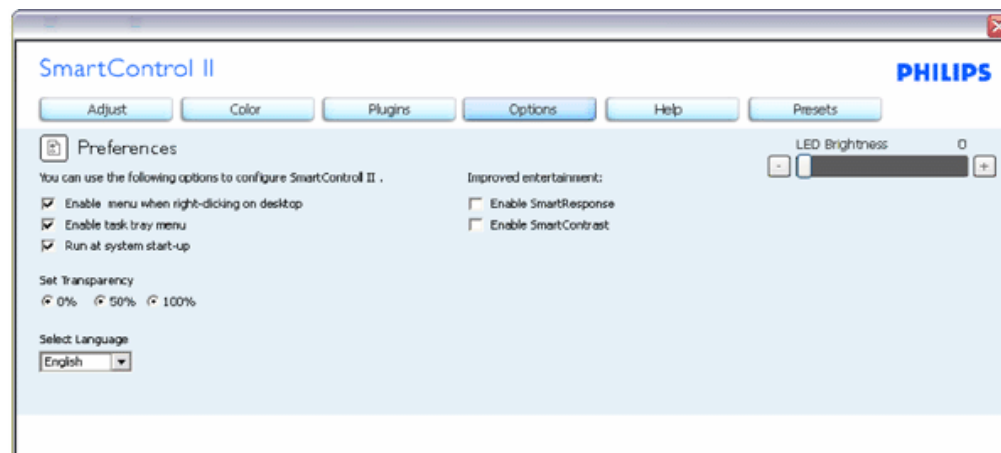 SmartControl II
PHILIPS
Adjust Color Plugins Options Help Presets
Preferences
LED Brightness 0
You can use the following options to configure SmartControl II .
Improved entertainment:
Enable menu when right-clicking on desktop
Enable SmartResponse
Enable task tray menu
Enable SmartContrast
Run at system start-up
Set Transparency
0% 50% 100%
Select Language
English